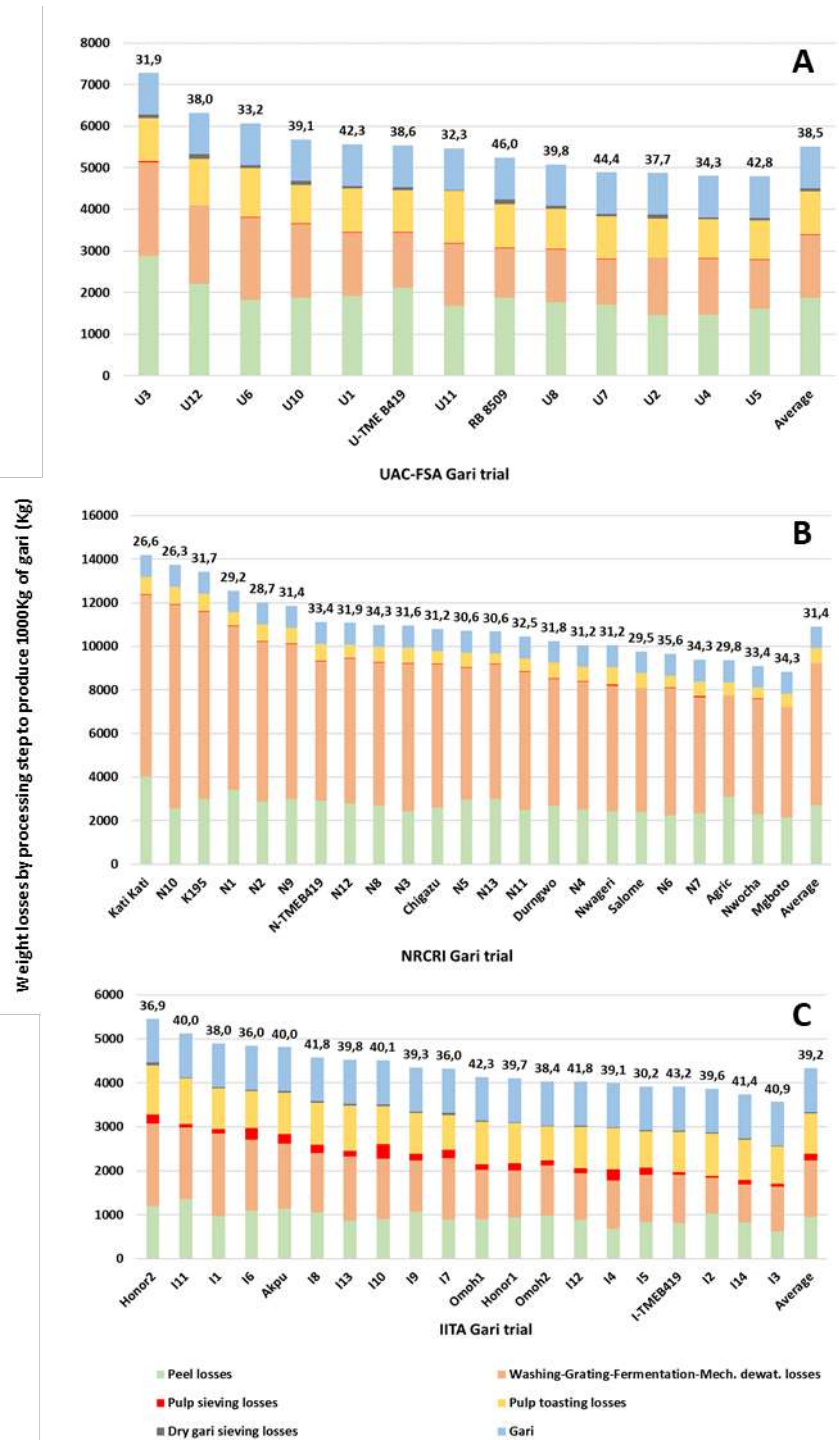 Weight losses by processing step to produce 1000Kg of gari (Kg)
A
8000
7000
6000
5000
4000
3000
2000
1000
0
31,9
38,0
33,2
39,1
42,3
38,6
32,3
46,0
39,8
44,4
37,7
34,3
42,8
38,5
U3
U12
U6
U10
U1
U-TME B419
U11
RB 8509
U8
U7
U2
U4
U5
Average
UAC-FSA Gari trial
B
16000
14000
12000
10000
8000
6000
4000
2000
0
26,6
26,3
31,7
29,2
28,7
31,4
33,4
31,9
34,3
31,6
31,2
30,6
30,6
32,5
31,8
31,2
31,2
29,5
35,6
34,3
29,8
33,4
34,3
31,4
Kati Kati
N10
K195
N1
N2
N9
N-TMEB419
N12
N8
N3
Chigazu
N5
N13
N11
Durngwo
N4
Nwageri
Salome
N6
N7
Agric
Nwocha
Mgboto
Average
NRCRI Gari trial
C
6000
5000
4000
3000
2000
1000
0
36,9
40,0
38,0
36,0
40,0
41,8
39,8
40,1
39,3
36,0
42,3
39,7
38,4
41,8
39,1
30,2
43,2
39,6
41,4
40,9
39,2
Honor2
I11
I1
I6
Akpu
I8
I13
I10
I9
I7
Omoh1
Honor1
Omoh2
I12
I4
I5
I-TMEB419
I2
I14
I3
Average
IITA Gari trial
Peel losses
Washing-Grating-Fermentation-Mech. dewat. losses
Pulp sieving losses
Pulp toasting losses
Dry gari sieving losses
Gari